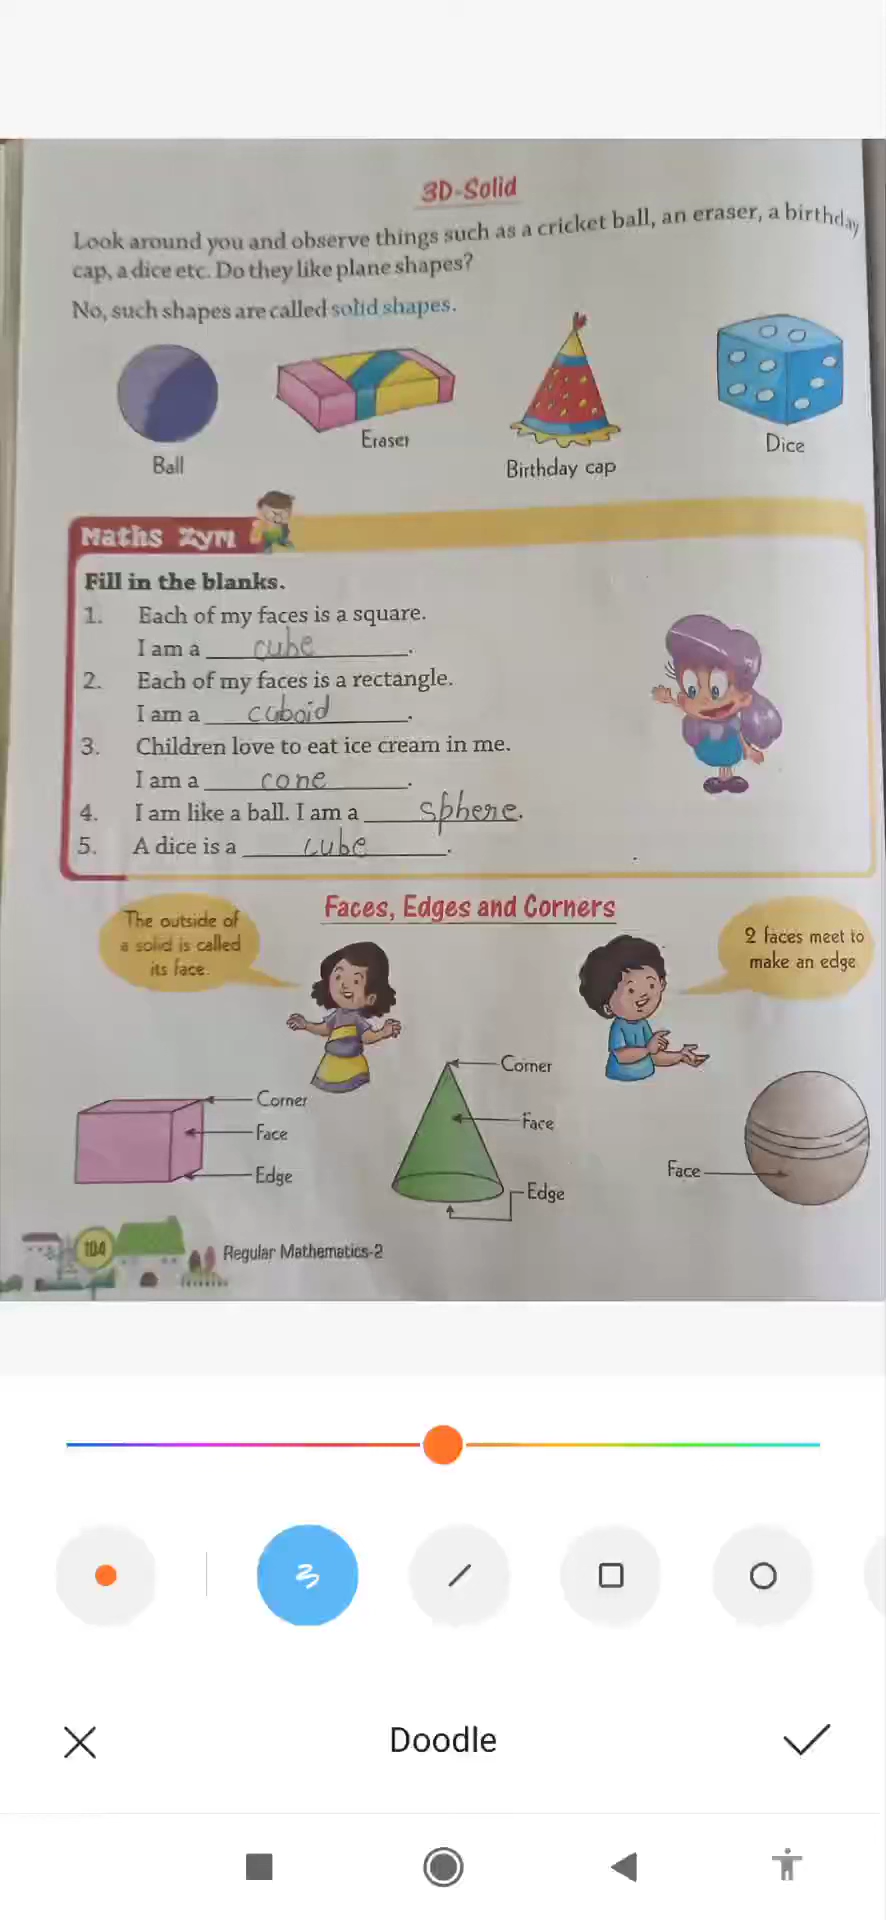 3D-Solid
Look around you and observe things such as a cricket ball, an eraser, a birthday
cap, a dice etc. Do they like plane shapes?
No, such shapes are called solid shapes.
Ball
Eraser
Birthday cap
Dice
Maths Zym
Fill in the blanks.
1. Each of my faces is a square.
I am a cube.
2. Each of my faces is a rectangle.
I am a cuboid.
3. Children love to eat ice cream in me.
I am a cone.
4. I am like a ball. I am a sphere.
5. A dice is a cube.
Faces, Edges and Corners
The outside of
a solid is called
its face.
2 faces meet to
make an edge
Corner
Face
Edge
Corner
Face
Edge
Face
104
Regular Mathematics-2
Doodle